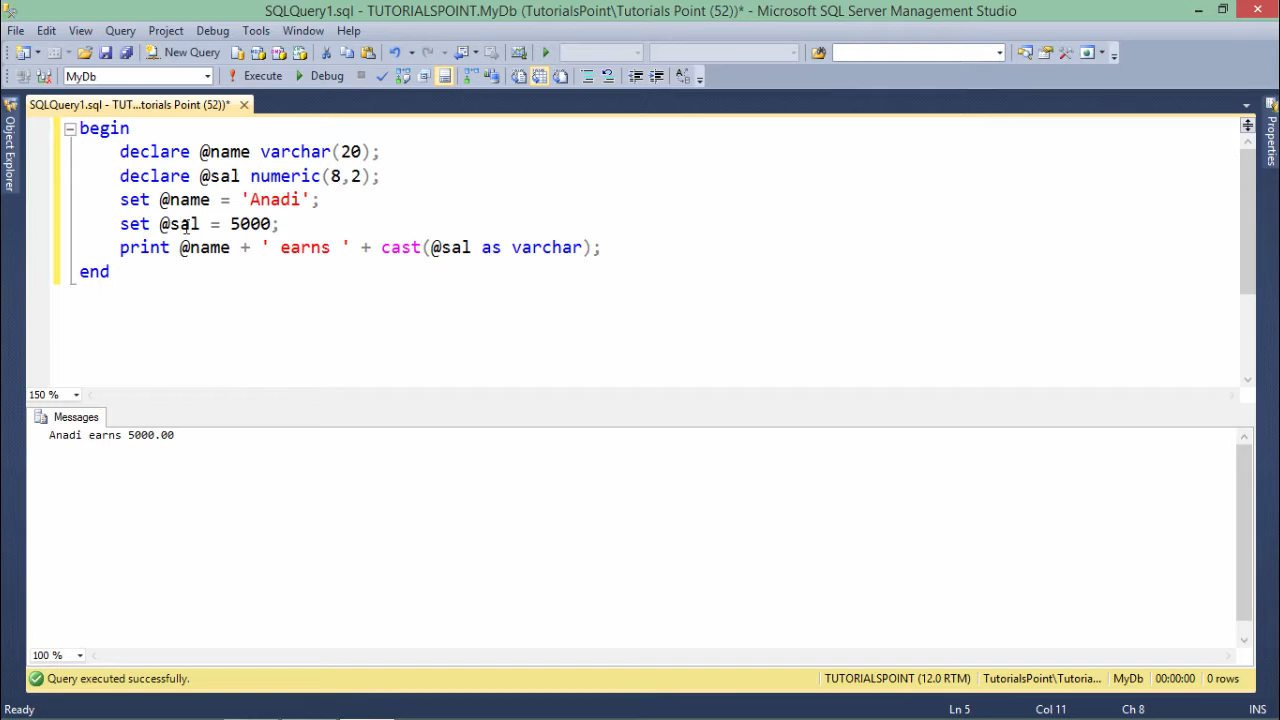 SQLQuery1.sql - TUTORIALSPOINT.MyDb (TutorialsPoint\Tutorials Point (52))* - Microsoft SQL Server Management Studio
File Edit View Query Project Debug Tools Window Help
New Query
MyDb Execute Debug
SQLQuery1.sql - TUT...torials Point (52))*
Object Explorer
Properties
begin
declare @name varchar(20);
declare @sal numeric(8,2);
set @name = 'Anadi';
set @sal = 5000;
print @name + ' earns ' + cast(@sal as varchar);
end
150 %
Messages
Anadi earns 5000.00
100 %
Query executed successfully. TUTORIALSPOINT (12.0 RTM) TutorialsPoint\Tutoria... MyDb 00:00:00 0 rows
Ready Ln 5 Col 11 Ch 8 INS